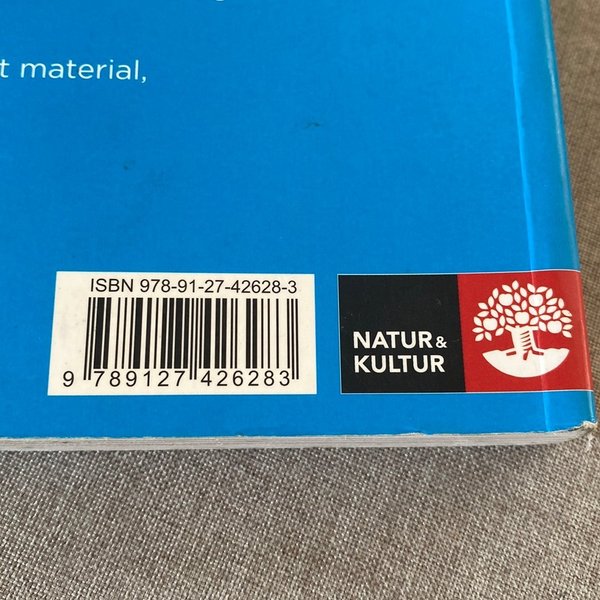 t material,
ISBN 978-91-27-42628-3
9 789127 426283
NATUR &
KULTUR